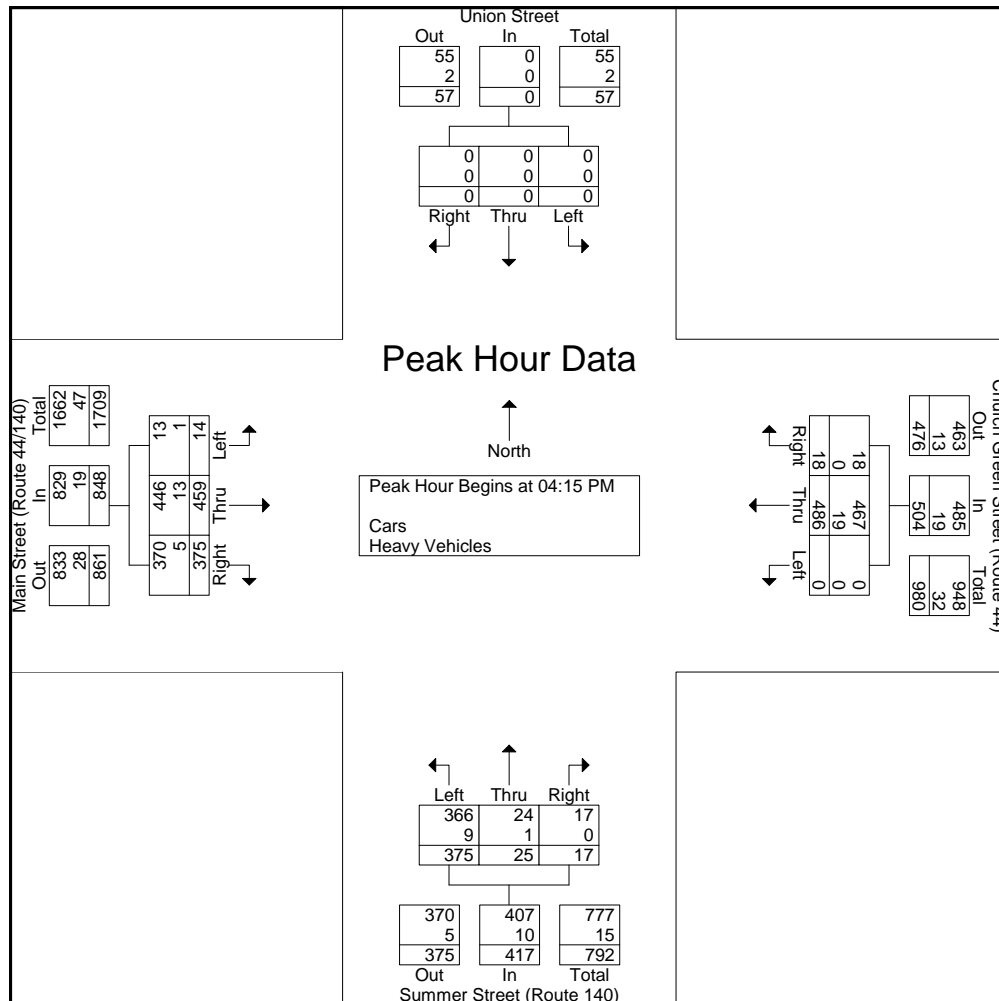 Union Street
Out In Total
55 0 55
2 0 2
57 0 57
0 0 0
0 0 0
0 0 0
Right Thru Left
Peak Hour Data
North
Peak Hour Begins at 04:15 PM
Cars
Heavy Vehicles
Main Street (Route 44/140)
Out In Total
833 829 1662
28 19 47
861 848 1709
Right Thru Left
370 446 13
5 13 1
375 459 14
Church Green Street (Route 44)
Out In Total
463 485 948
13 19 32
476 504 980
18 467 0
0 19 0
18 486 0
Right Thru Left
Left Thru Right
366 24 17
9 1 0
375 25 17
370 407 777
5 10 15
375 417 792
Out In Total
Summer Street (Route 140)